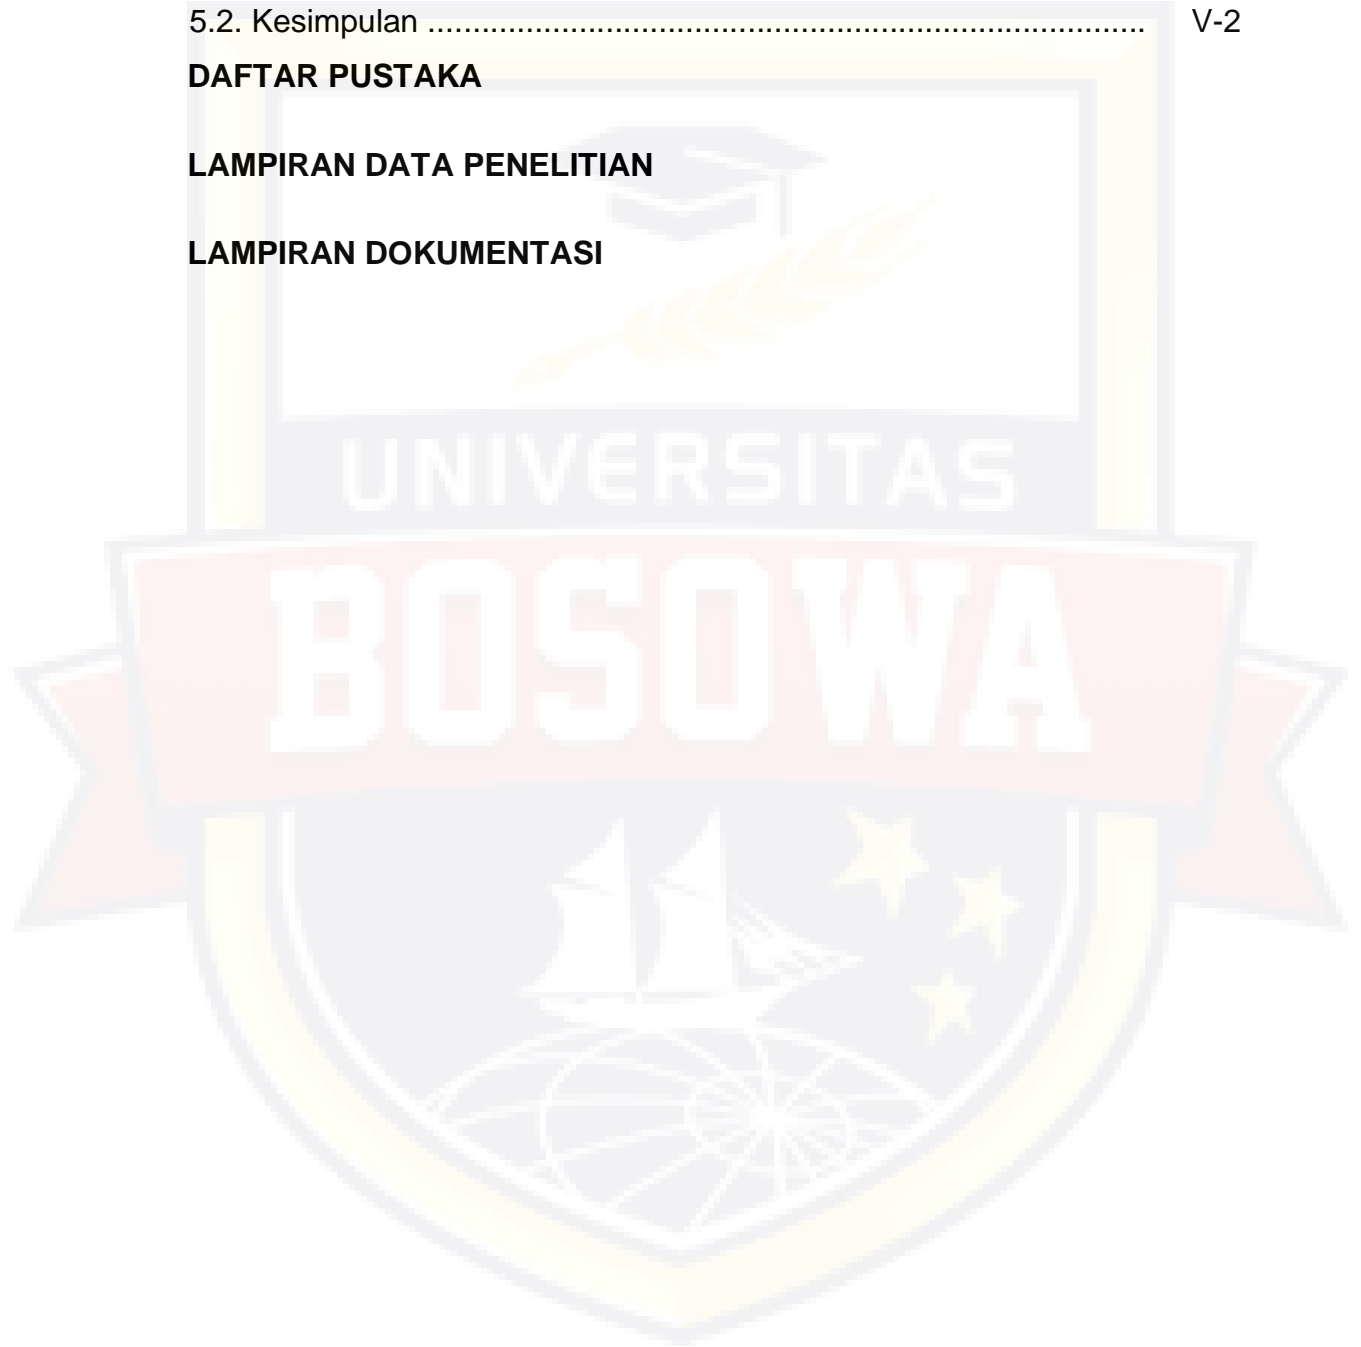 5.2. Kesimpulan ................................................................................ V-2
DAFTAR PUSTAKA
LAMPIRAN DATA PENELITIAN
LAMPIRAN DOKUMENTASI
UNIVERSITAS
BOSOWA